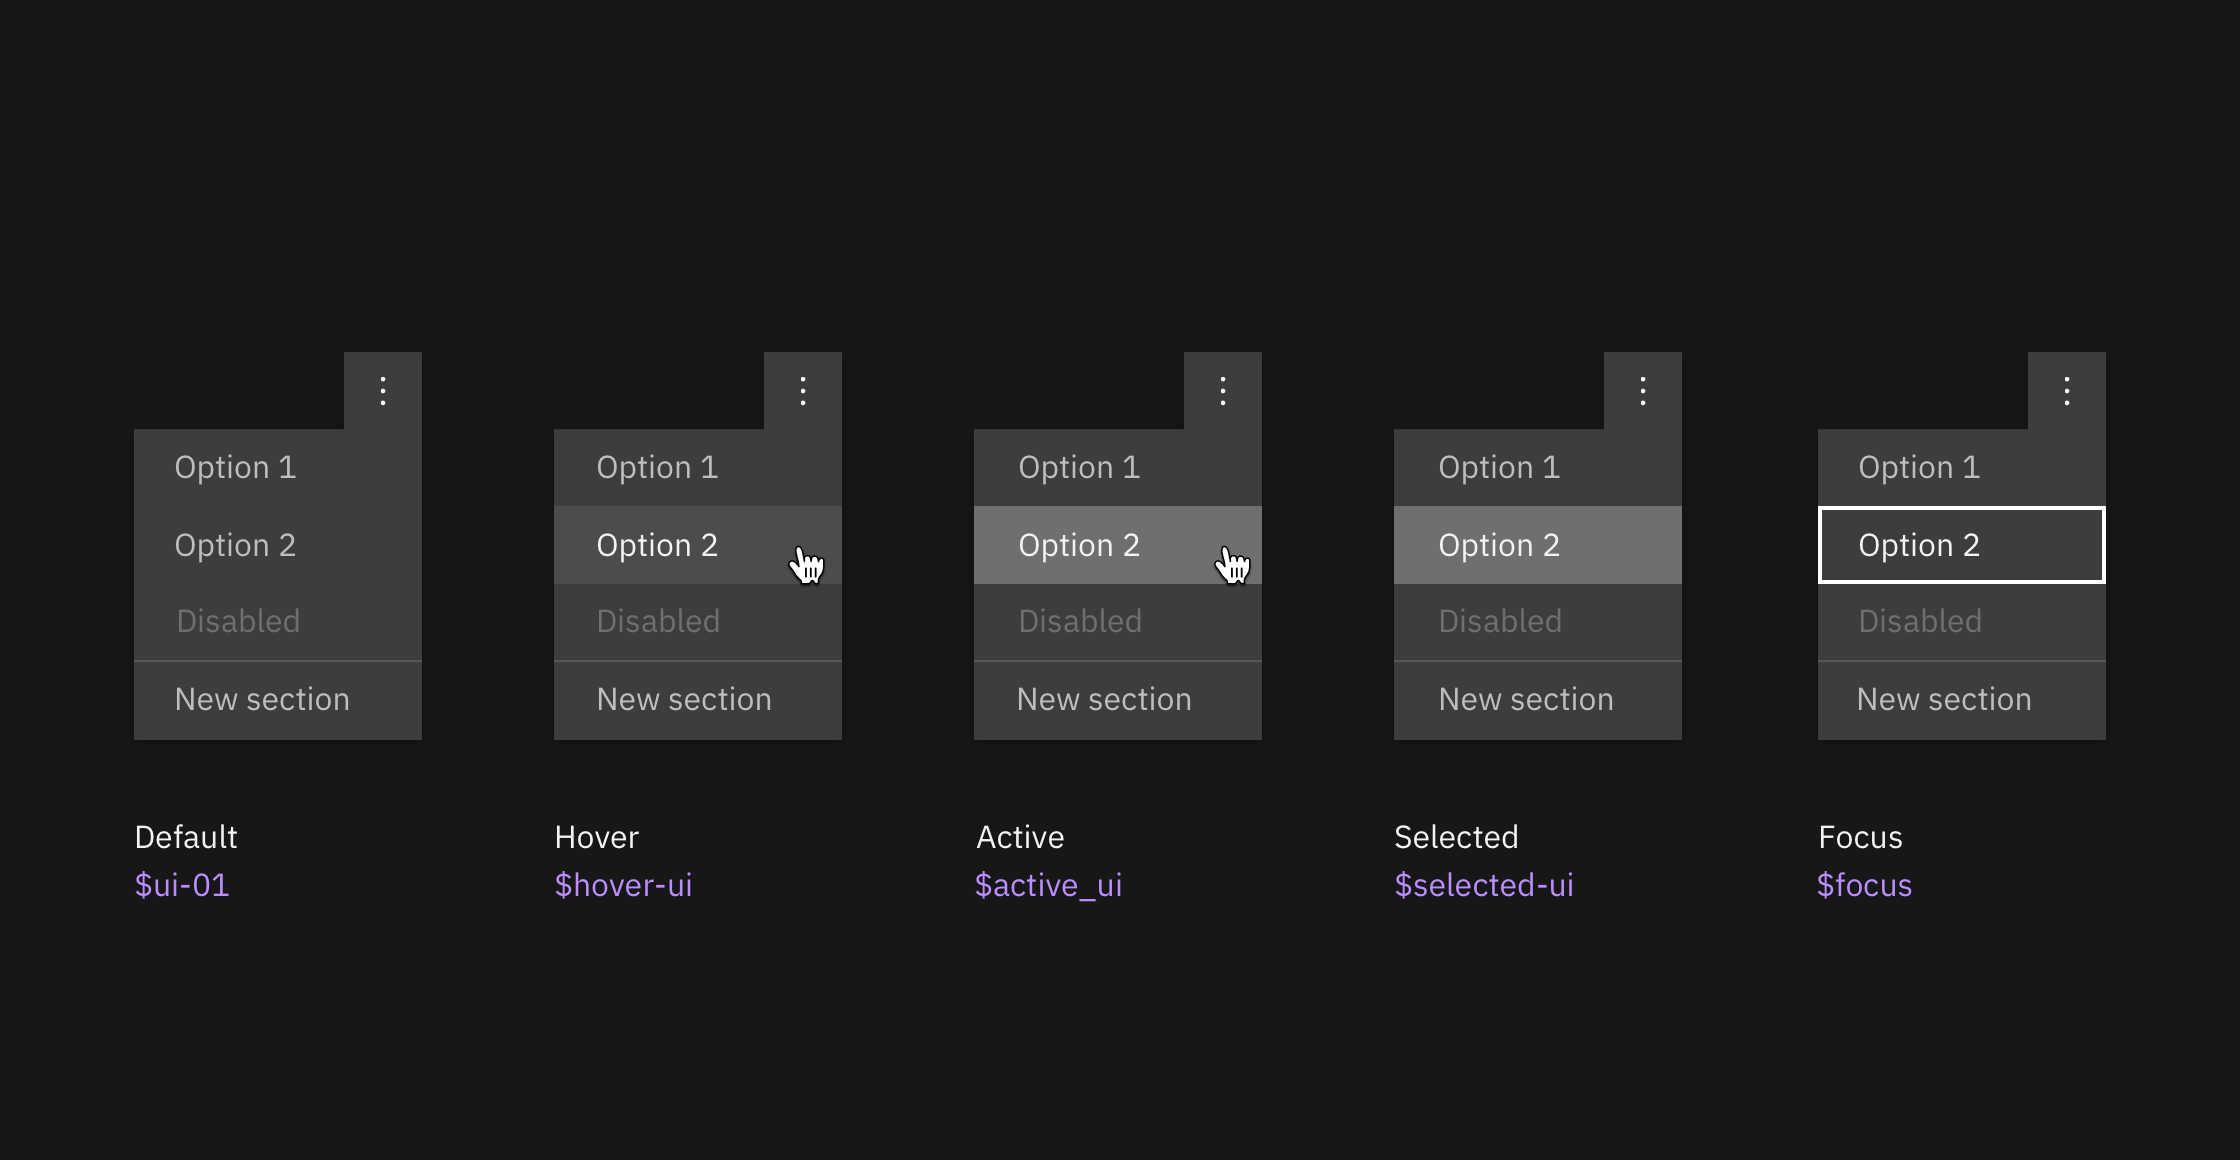 Option 1
Option 2
Disabled
New section
Default
$ui-01
Option 1
Option 2
Disabled
New section
Hover
$hover-ui
Option 1
Option 2
Disabled
New section
Active
$active_ui
Option 1
Option 2
Disabled
New section
Selected
$selected-ui
Option 1
Option 2
Disabled
New section
Focus
$focus